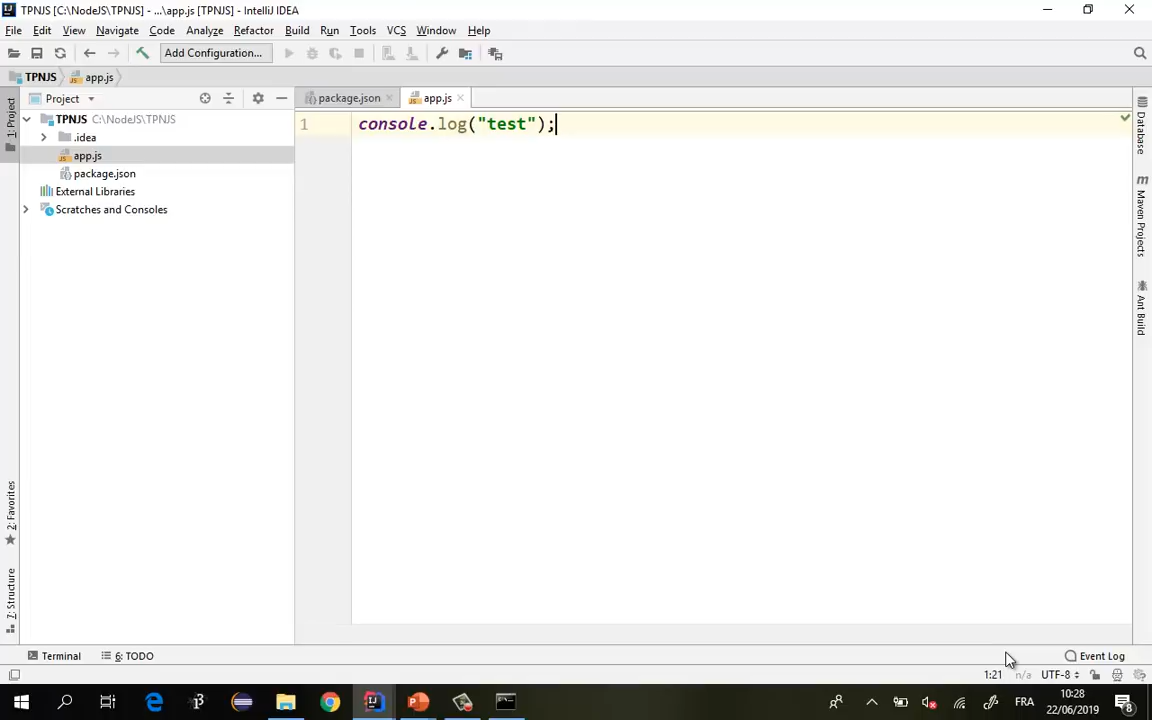 TPNJS [C:\NodeJS\TPNJS] - ...\app.js [TPNJS] - IntelliJ IDEA
File Edit View Navigate Code Analyze Refactor Build Run Tools VCS Window Help
Add Configuration...
TPNJS app.js
1: Project
Project
package.json
app.js
TPNJS C:\NodeJS\TPNJS
.idea
app.js
package.json
External Libraries
Scratches and Consoles
1 console.log("test");
Database
Maven Projects
Ant Build
2: Favorites
7: Structure
Terminal
6: TODO
Event Log
1:21 n/a UTF-8
FRA
10:28
22/06/2019
8